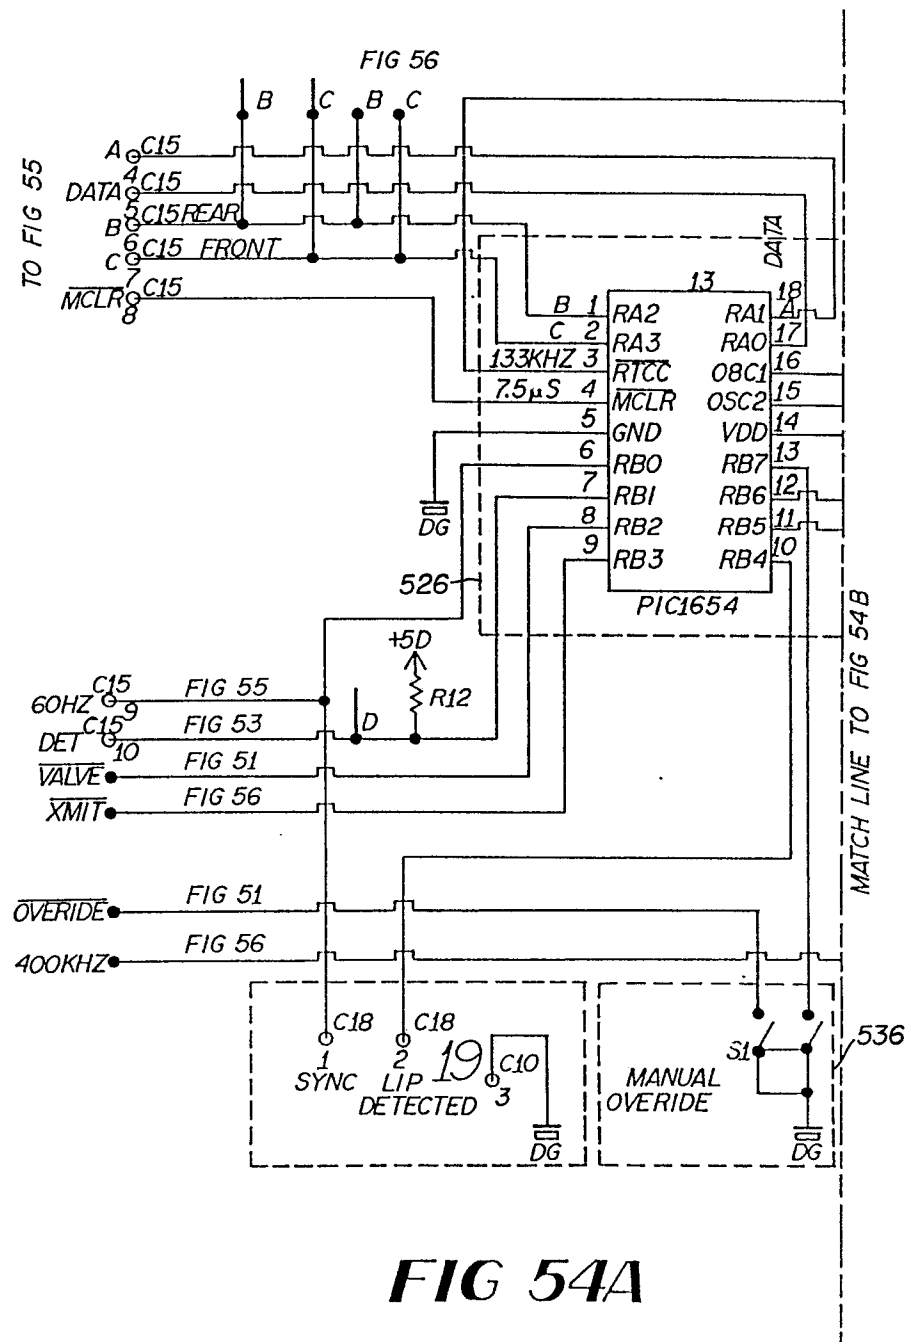 FIG 56
B C B C
TO FIG 55
A C15
4
DATA C15
5
B C15 REAR
6
C C15 FRONT
7
MCLR C15
8
DATA
13
B 1 RA2 RA1 18 A
C 2 RA3 RA0 17
133KHZ 3 RTCC O8C1 16
7.5µS 4 MCLR OSC2 15
5 GND VDD 14
6 RB0 RB7 13
7 RB1 RB6 12
8 RB2 RB5 11
9 RB3 RB4 10
DG
526
PIC1654
+5D
R12
MATCH LINE TO FIG 54B
60HZ C15 9 FIG 55
DET C15 10 FIG 53 D
VALVE FIG 51
XMIT FIG 56
OVERIDE FIG 51
400KHZ FIG 56
C18 C18
1 2 19 C10
SYNC LIP 3
DETECTED
DG
S1
536
MANUAL
OVERIDE
DG
FIG 54A